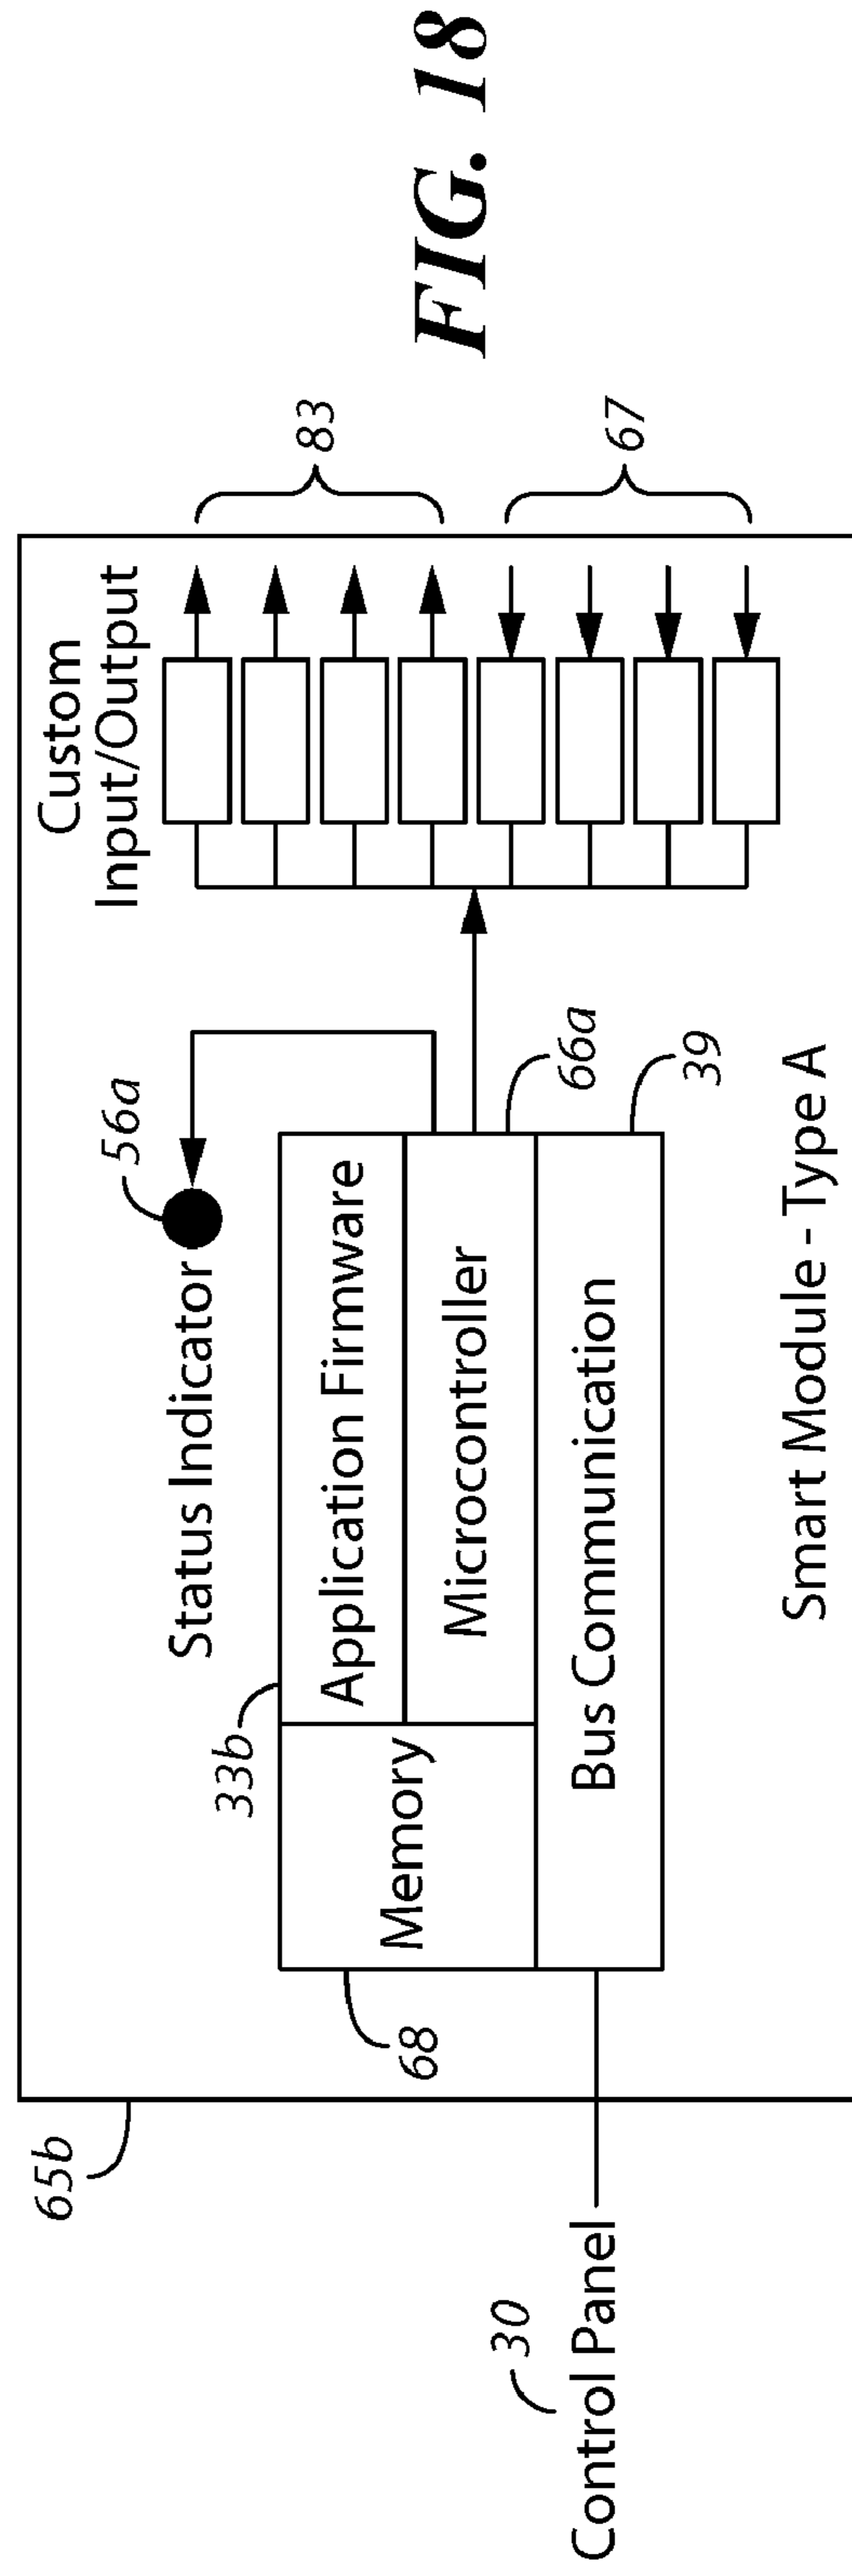 65b
Custom
Input/Output
56a
Status Indicator
83
33b
Application Firmware
Memory
Microcontroller
66a
68
Bus Communication
39
67
30
Control Panel
Smart Module - Type A
FIG. 18